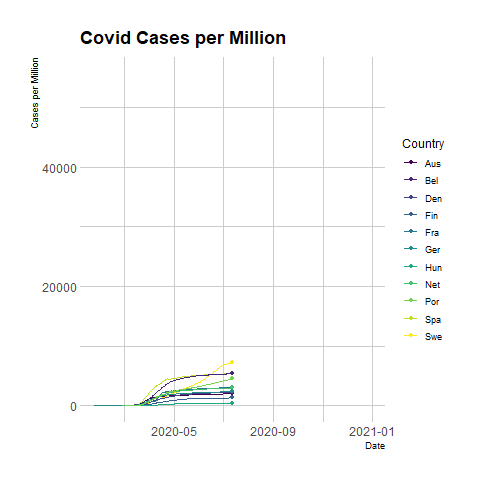 Covid Cases per Million
Cases per Million
40000
20000
0
2020-05
2020-09
2021-01
Date
Country
Aus
Bel
Den
Fin
Fra
Ger
Hun
Net
Por
Spa
Swe